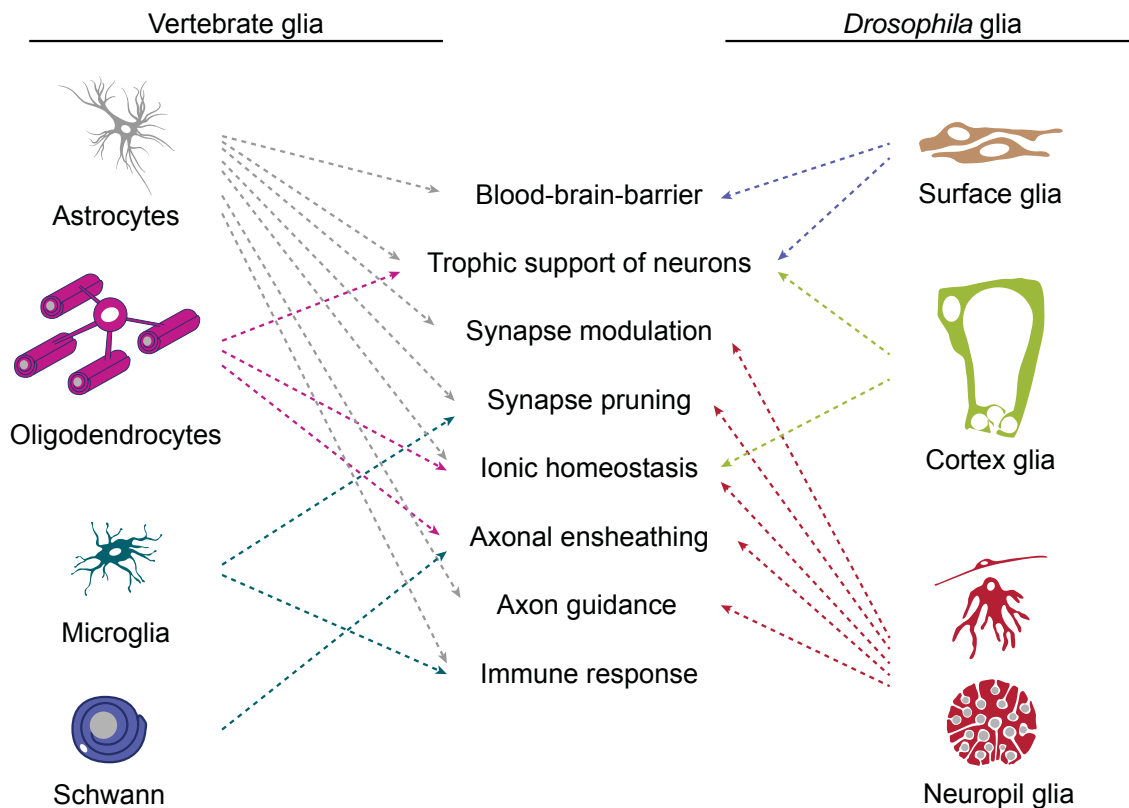 Vertebrate glia
Drosophila glia
Astrocytes
Oligodendrocytes
Microglia
Schwann
Blood-brain-barrier
Trophic support of neurons
Synapse modulation
Synapse pruning
Ionic homeostasis
Axonal ensheathing
Axon guidance
Immune response
Surface glia
Cortex glia
Neuropil glia